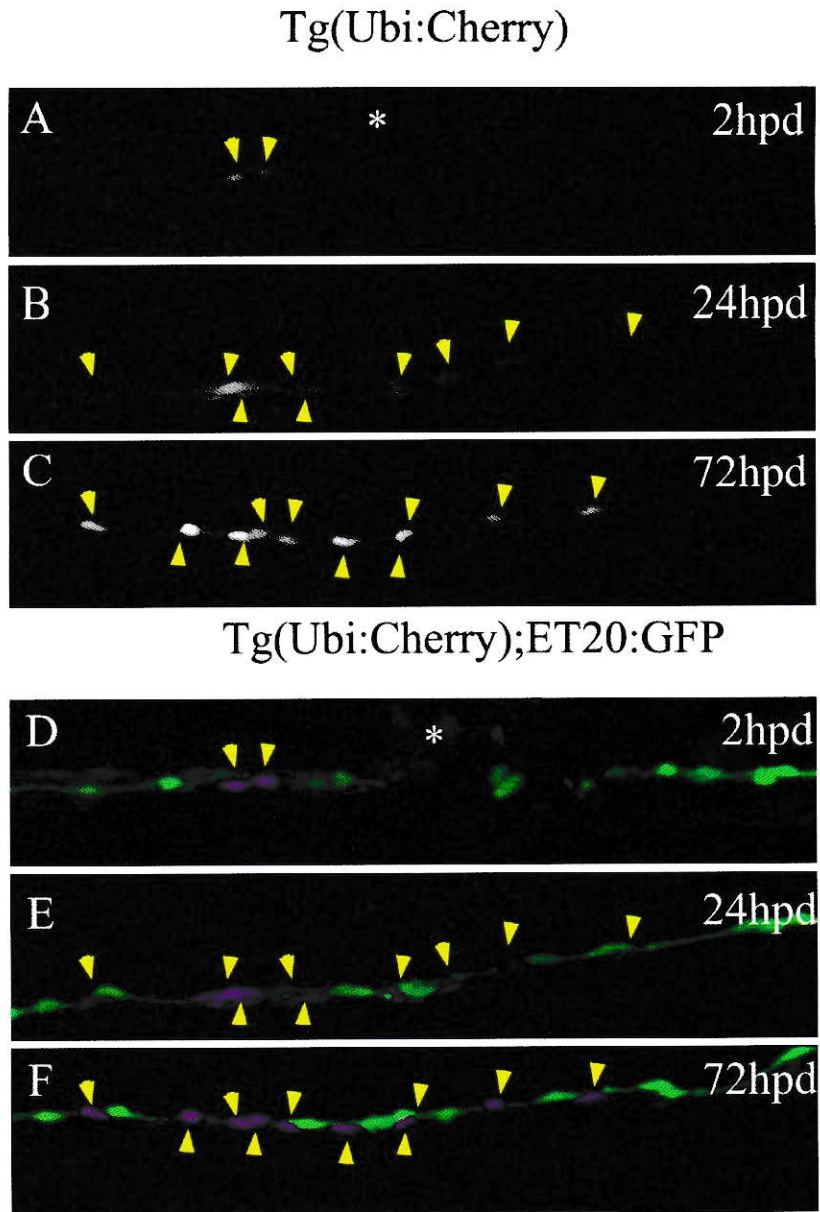 Tg(Ubi:Cherry)
A * 2hpd
B 24hpd
C 72hpd
Tg(Ubi:Cherry);ET20:GFP
D * 2hpd
E 24hpd
F 72hpd